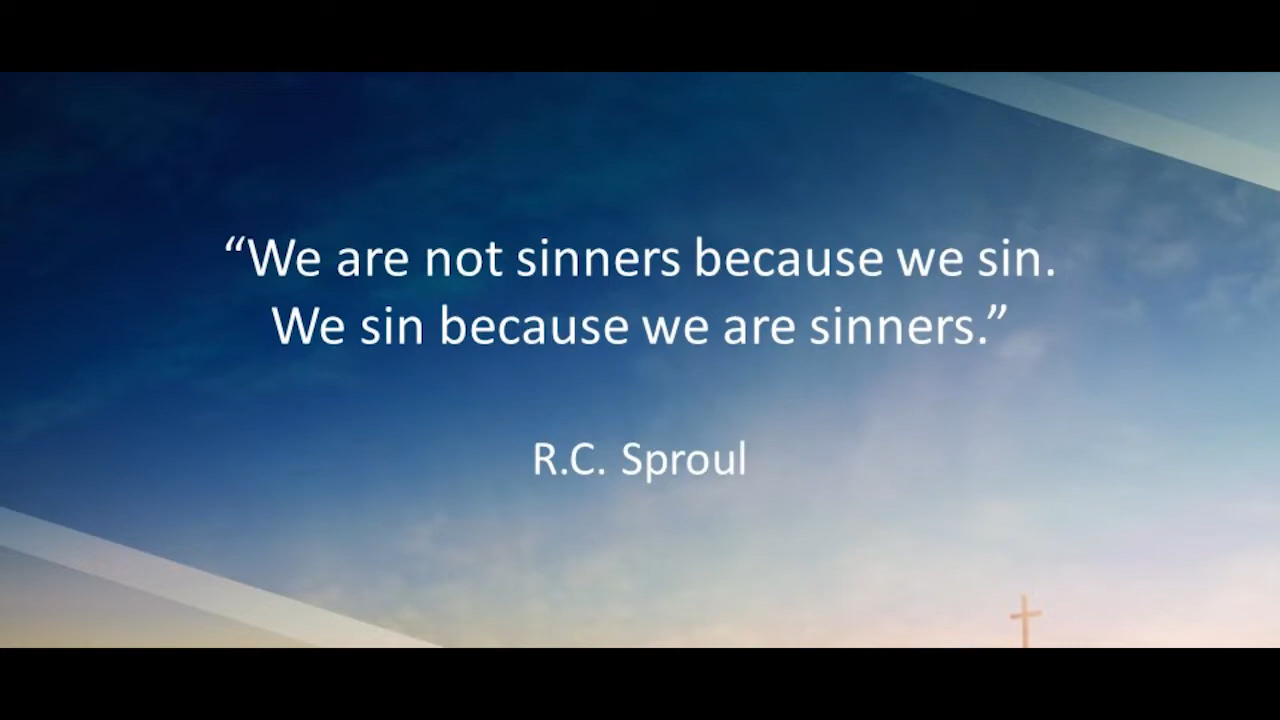 “We are not sinners because we sin.
We sin because we are sinners.”
R.C. Sproul